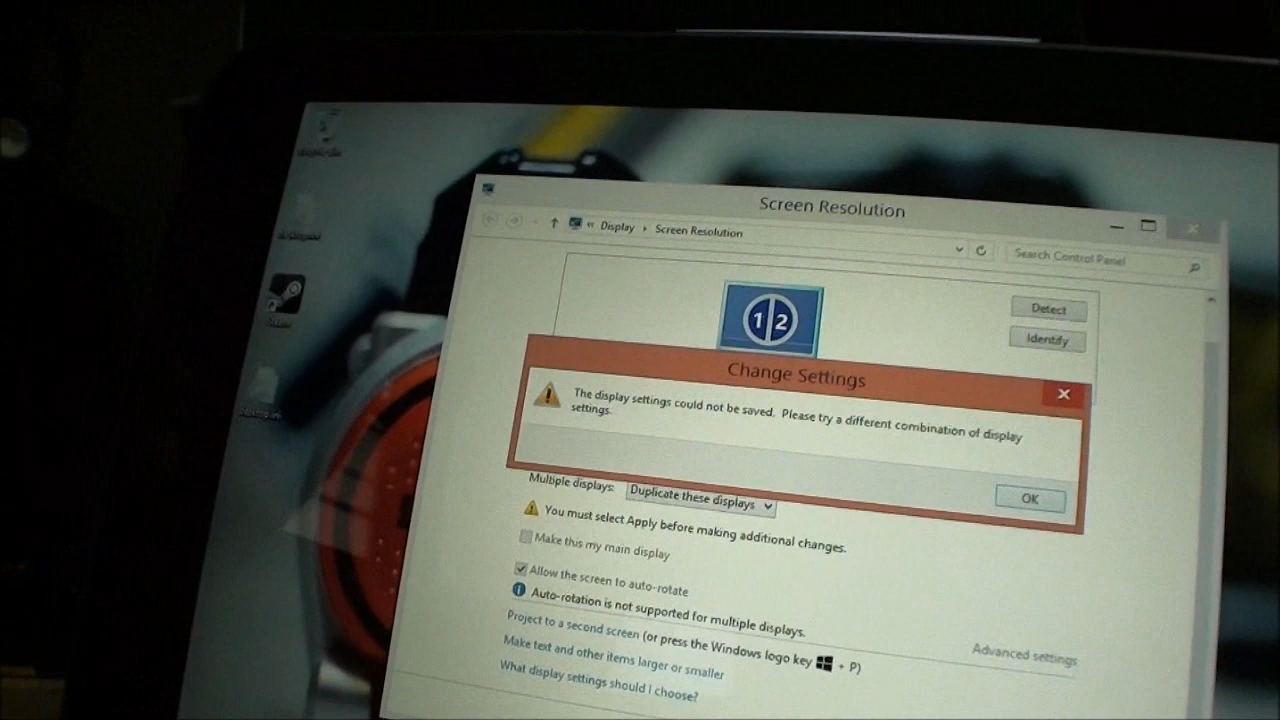 Screen Resolution
« Display ▸ Screen Resolution
Search Control Panel
1 2
Detect
Identify
Change Settings
The display settings could not be saved. Please try a different combination of display
settings.
OK
Multiple displays: Duplicate these displays
You must select Apply before making additional changes.
Make this my main display
Allow the screen to auto-rotate
Auto-rotation is not supported for multiple displays.
Project to a second screen (or press the Windows logo key + P)
Advanced settings
Make text and other items larger or smaller
What display settings should I choose?
Steam